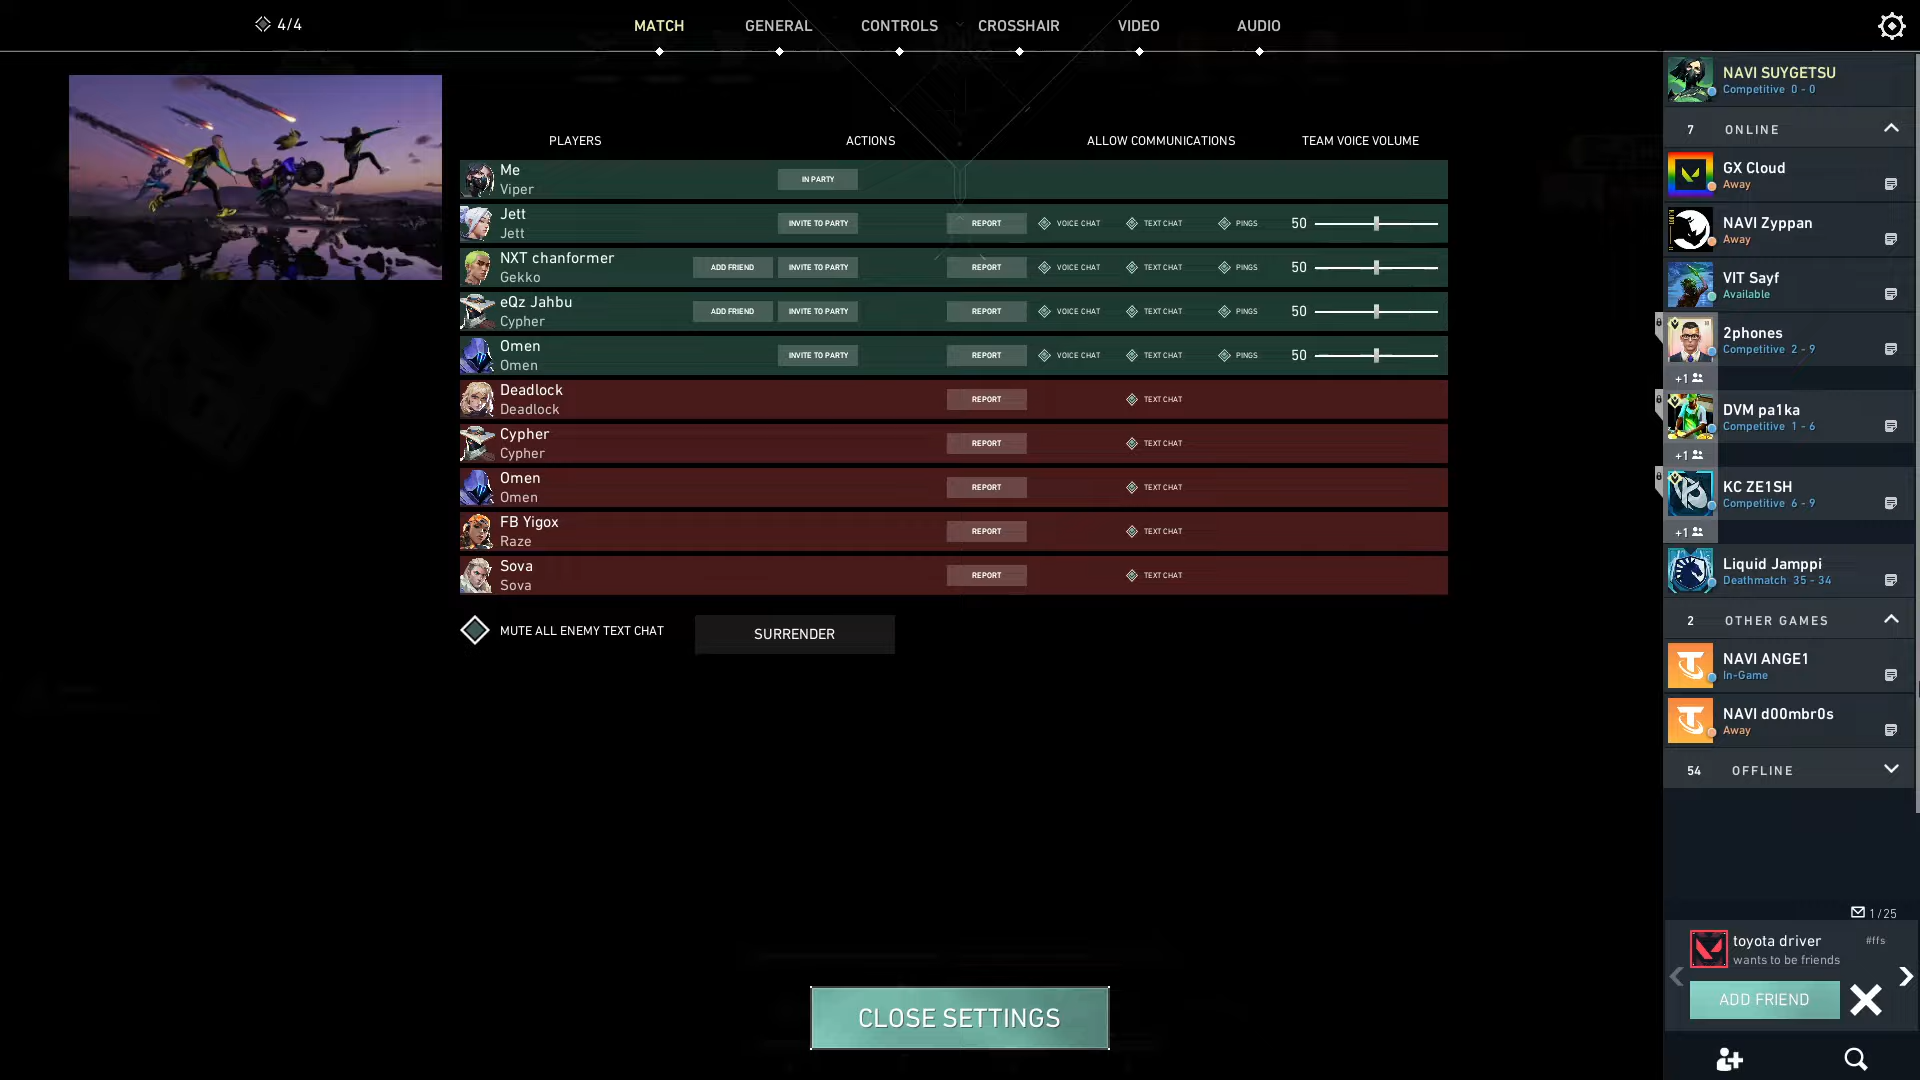 4/4
MATCH
GENERAL
CONTROLS
CROSSHAIR
VIDEO
AUDIO
PLAYERS
ACTIONS
ALLOW COMMUNICATIONS
TEAM VOICE VOLUME
Me
Viper
IN PARTY
Jett
Jett
INVITE TO PARTY
REPORT
VOICE CHAT
TEXT CHAT
PINGS
50
NXT chanformer
Gekko
ADD FRIEND
INVITE TO PARTY
REPORT
VOICE CHAT
TEXT CHAT
PINGS
50
eQz Jahbu
Cypher
ADD FRIEND
INVITE TO PARTY
REPORT
VOICE CHAT
TEXT CHAT
PINGS
50
Omen
Omen
INVITE TO PARTY
REPORT
VOICE CHAT
TEXT CHAT
PINGS
50
Deadlock
Deadlock
REPORT
TEXT CHAT
Cypher
Cypher
REPORT
TEXT CHAT
Omen
Omen
REPORT
TEXT CHAT
FB Yigox
Raze
REPORT
TEXT CHAT
Sova
Sova
REPORT
TEXT CHAT
MUTE ALL ENEMY TEXT CHAT
SURRENDER
CLOSE SETTINGS
NAVI SUYGETSU
Competitive 0 - 0
7 ONLINE
GX Cloud
Away
NAVI Zyppan
Away
VIT Sayf
Available
2phones
Competitive 2 - 9
+1
DVM pa1ka
Competitive 1 - 6
+1
KC ZE1SH
Competitive 6 - 9
+1
Liquid Jamppi
Deathmatch 35 - 34
2 OTHER GAMES
NAVI ANGE1
In-Game
NAVI d00mbr0s
Away
54 OFFLINE
1/25
toyota driver #ffs
wants to be friends
ADD FRIEND